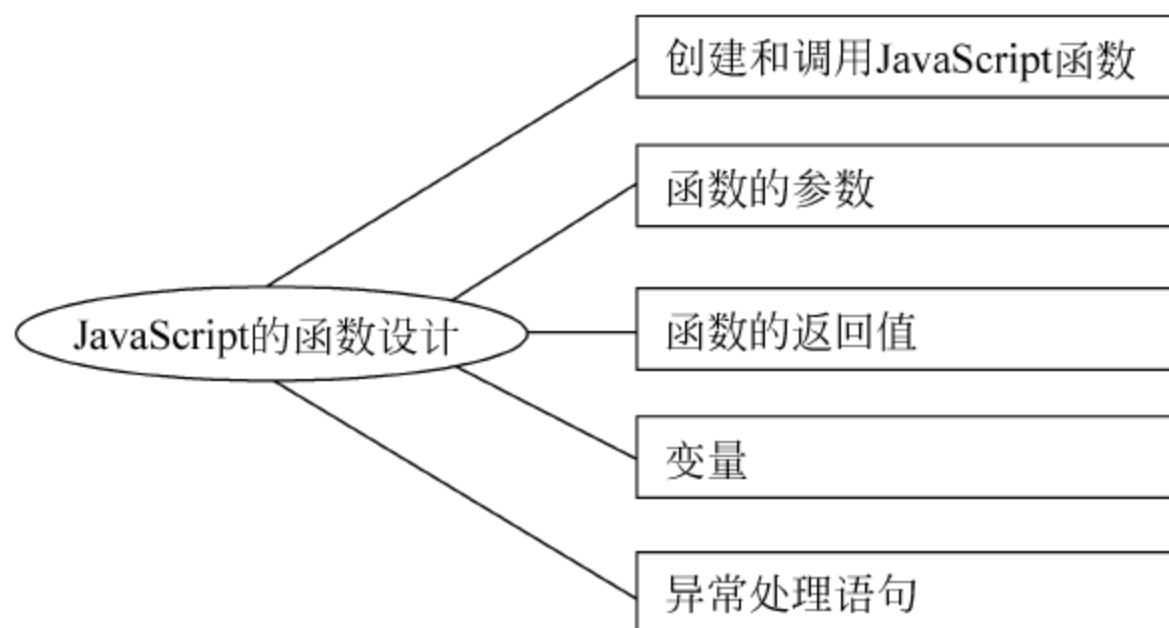 创建和调用JavaScript函数
函数的参数
JavaScript的函数设计
函数的返回值
变量
异常处理语句